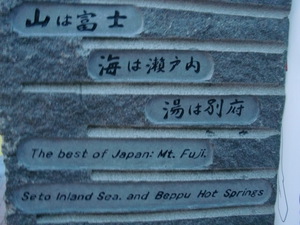 山は富士
海は瀬戸内
湯は別府
The best of Japan: Mt. Fuji.
Seto Inland Sea. and Beppu Hot Springs